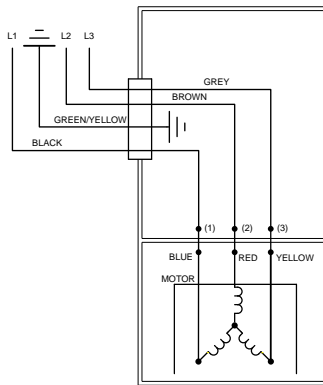 L1 L2 L3
GREY
BROWN
GREEN/YELLOW
BLACK
(1) (2) (3)
BLUE RED YELLOW
MOTOR